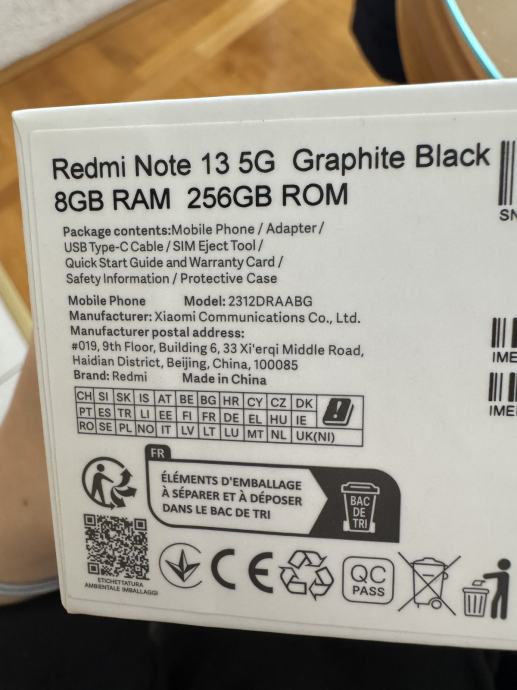 Redmi Note 13 5G Graphite Black
8GB RAM 256GB ROM
SN
Package contents:Mobile Phone / Adapter /
USB Type-C Cable / SIM Eject Tool /
Quick Start Guide and Warranty Card /
Safety Information / Protective Case
Mobile Phone Model: 2312DRAABG
Manufacturer: Xiaomi Communications Co., Ltd.
Manufacturer postal address:
#019, 9th Floor, Building 6, 33 Xi'erqi Middle Road,
Haidian District, Beijing, China, 100085
Brand: Redmi Made in China
IME
IME
CH SI SK IS AT BE BG HR CY CZ DK
PT ES TR LI EE FI FR DE EL HU IE
RO SE PL NO IT LV LT LU MT NL UK(NI)
FR
ÉLÉMENTS D'EMBALLAGE
À SÉPARER ET À DÉPOSER
DANS LE BAC DE TRI
BAC
DE
TRI
ETICHETTATURA
AMBIENTALE IMBALLAGGI
CE
QC
PASS